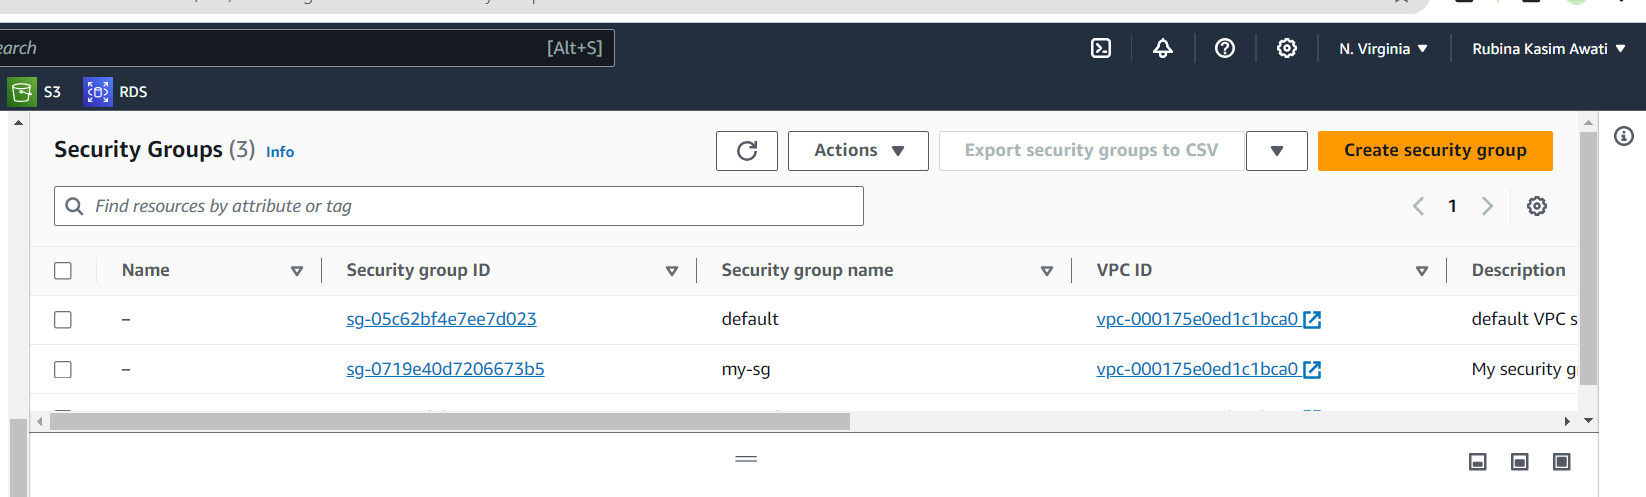 earch [Alt+S] N. Virginia Rubina Kasim Awati
S3 RDS
Security Groups (3) Info Actions Export security groups to CSV Create security group
Find resources by attribute or tag 1
Name Security group ID Security group name VPC ID Description
– sg-05c62bf4e7ee7d023 default vpc-000175e0ed1c1bca0 default VPC s
– sg-0719e40d7206673b5 my-sg vpc-000175e0ed1c1bca0 My security g